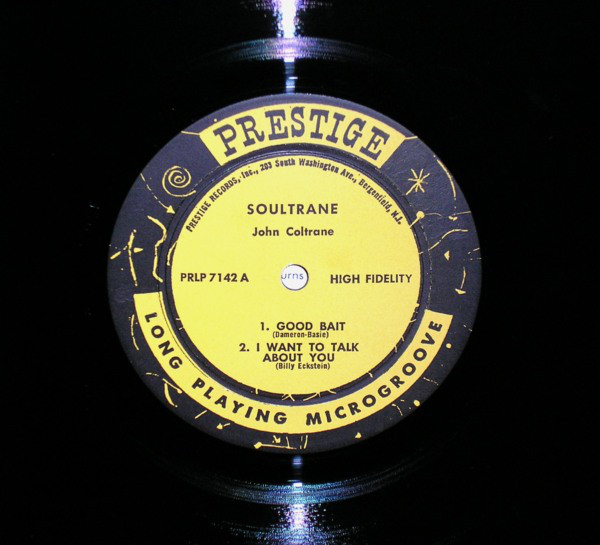 PRESTIGE
PRESTIGE RECORDS, Inc., 203 South Washington Ave., Bergenfield, N.J.
SOULTRANE
John Coltrane
PRLP 7142 A
urns
HIGH FIDELITY
1. GOOD BAIT
(Dameron-Basie)
2. I WANT TO TALK
ABOUT YOU
(Billy Eckstein)
LONG PLAYING MICROGROOVE